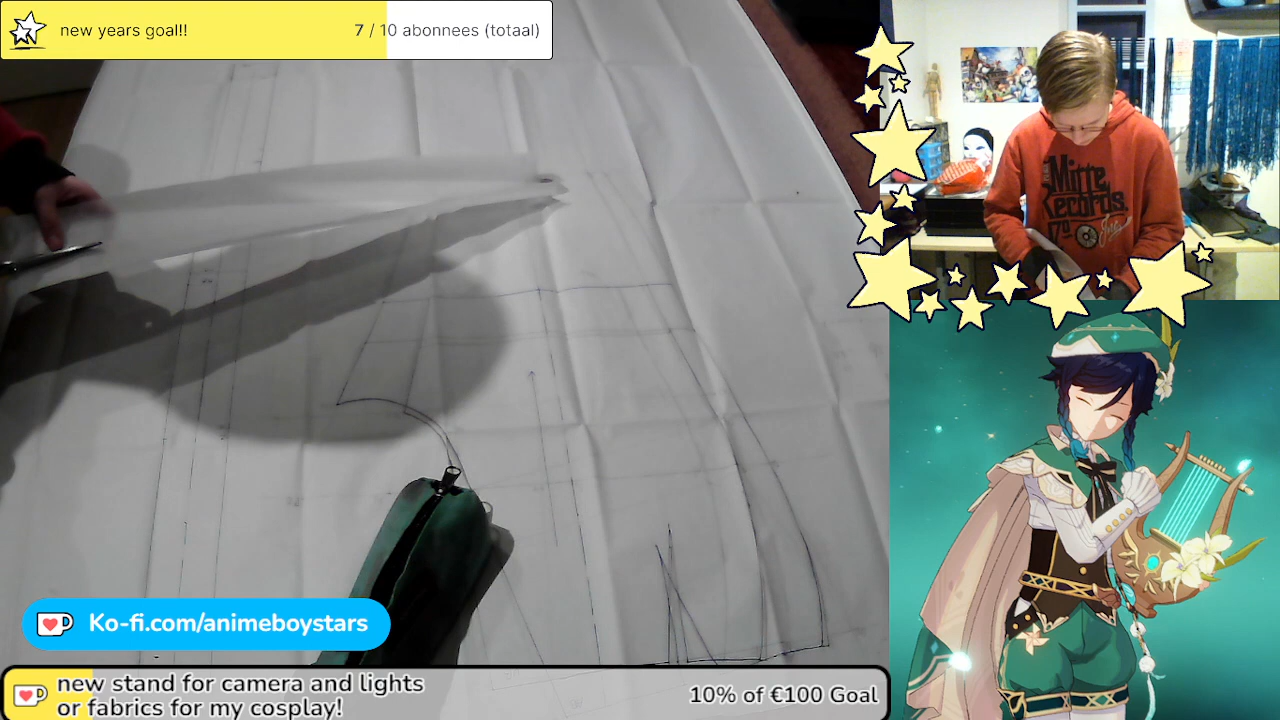 new years goal!!
7 / 10 abonnees (totaal)
Mitre
Records.
Ko-fi.com/animeboystars
new stand for camera and lights
or fabrics for my cosplay!
10% of €100 Goal